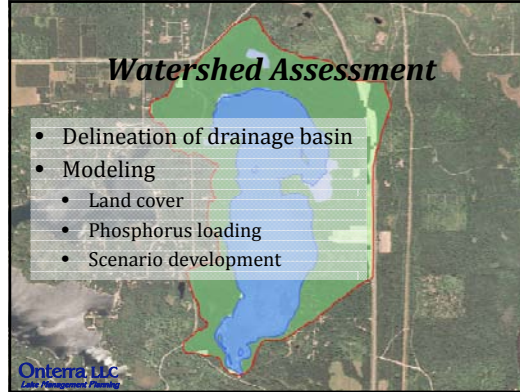 Watershed Assessment
• Delineation of drainage basin
• Modeling
• Land cover
• Phosphorus loading
• Scenario development
Onterra LLC
Lake Management Planning